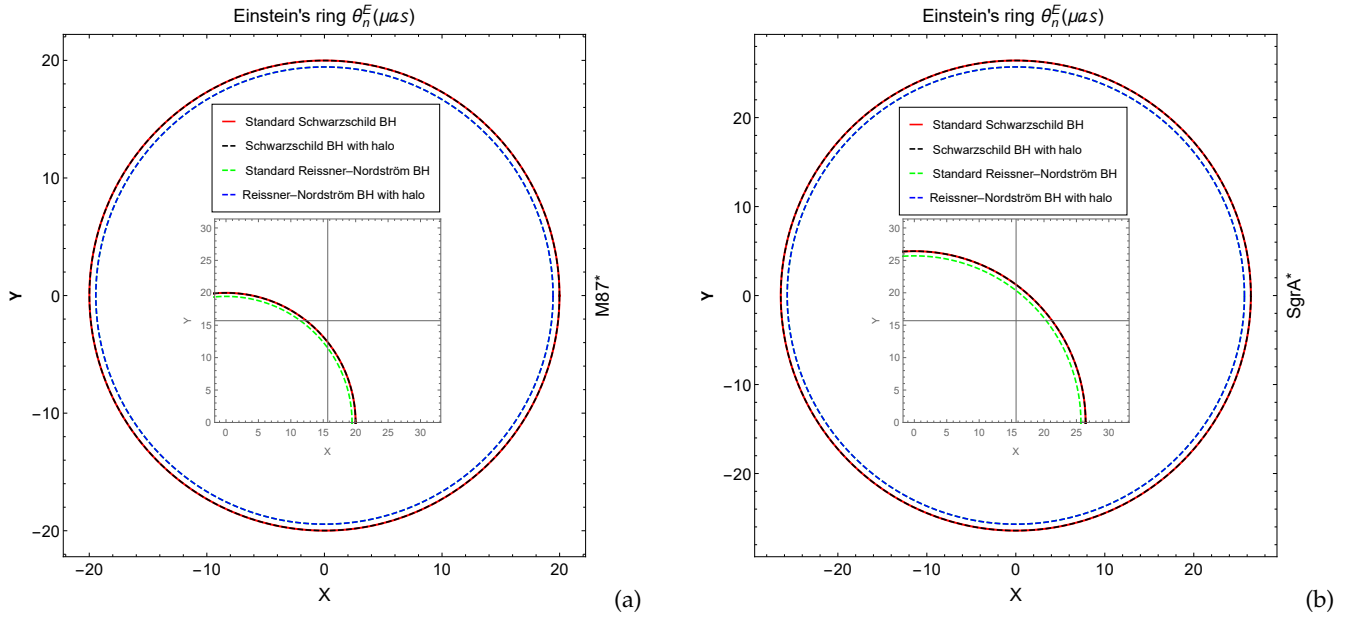 Einstein's ring θₙᴱ(μas)
20
10
0
−10
−20
Y
Standard Schwarzschild BH
Schwarzschild BH with halo
Standard Reissner–Nordström BH
Reissner–Nordström BH with halo
30
25
20
15
10
5
0
Y
0 5 10 15 20 25 30
X
−20 −10 0 10 20
X
M87*
(a)
Einstein's ring θₙᴱ(μas)
20
10
0
−10
−20
Y
Standard Schwarzschild BH
Schwarzschild BH with halo
Standard Reissner–Nordström BH
Reissner–Nordström BH with halo
30
25
20
15
10
5
0
Y
0 5 10 15 20 25 30
X
−20 −10 0 10 20
X
SgrA*
(b)